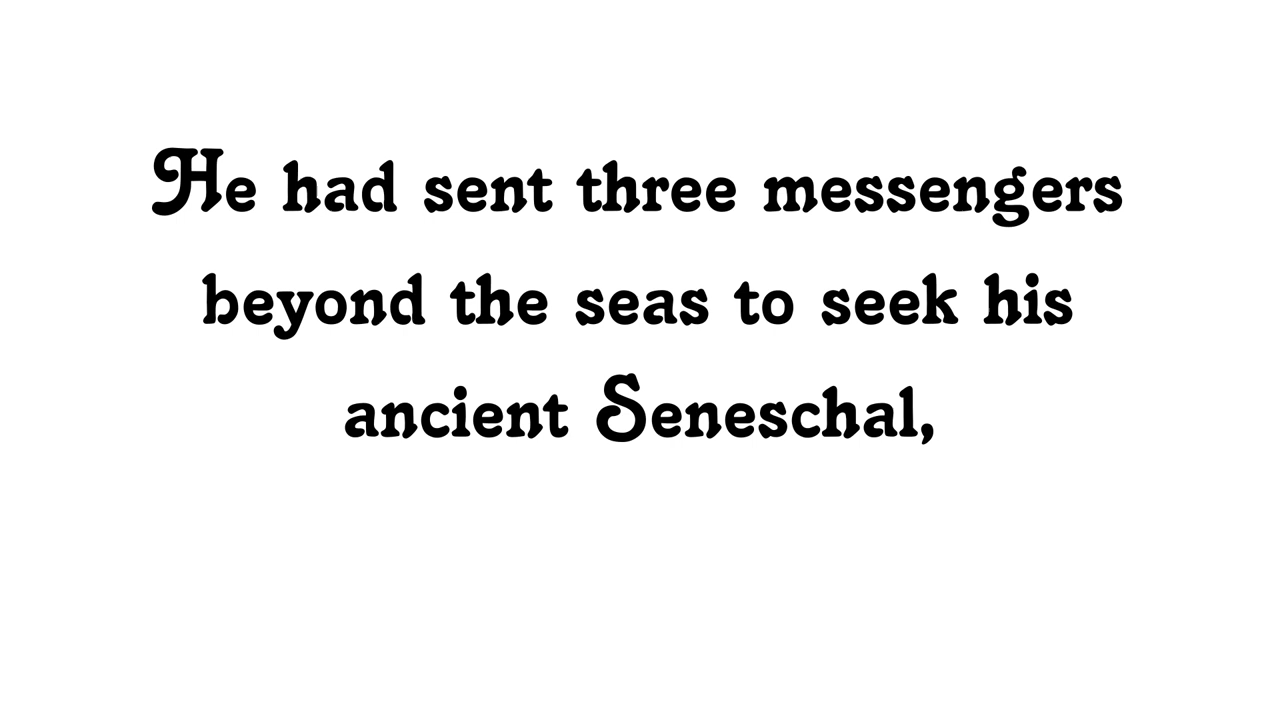 He had sent three messengers
beyond the seas to seek his
ancient Seneschal,